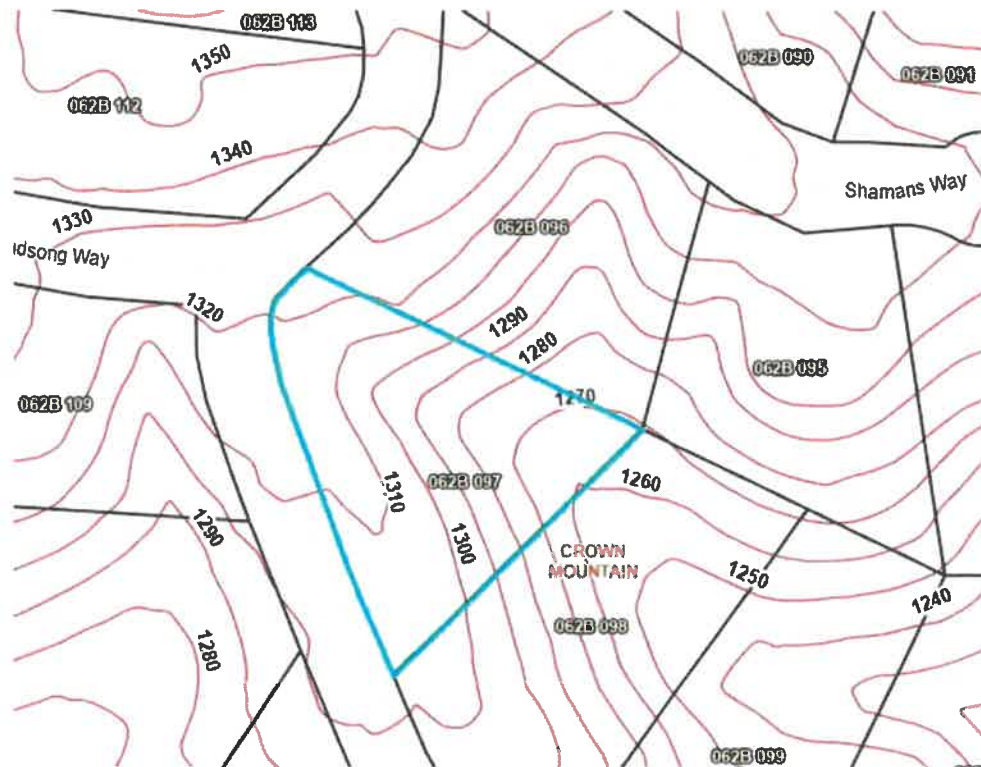 062B 113
1350
062B 090
062B 091
062B 112
1340
Shamans Way
1330
062B 096
dsong Way
1320
1290
1280
062B 095
1270
062B 109
1310
062B 097
1260
1300
1290
CROWN
MOUNTAIN
1250
1240
062B 098
1280
062B 099